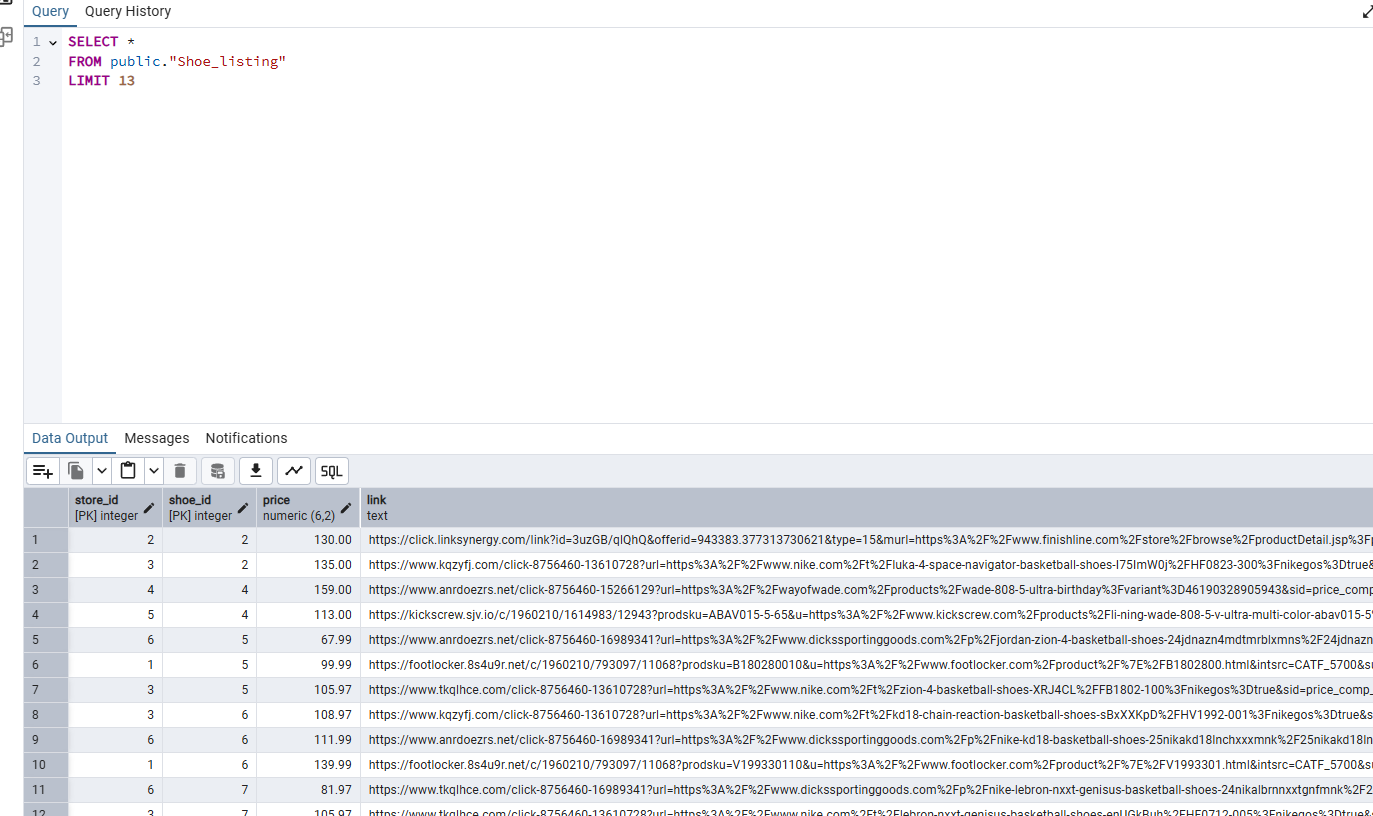 Query Query History
1 SELECT *
2 FROM public."Shoe_listing"
3 LIMIT 13
Data Output Messages Notifications
SQL
store_id shoe_id price link
[PK] integer [PK] integer numeric (6,2) text
1 2 2 130.00 https://click.linksynergy.com/link?id=3uzGB/qIQhQ&offerid=943383.377313730621&type=15&murl=https%3A%2F%2Fwww.finishline.com%2Fstore%2Fbrowse%2FproductDetail.jsp%3Fp
2 3 2 135.00 https://www.kqzyfj.com/click-8756460-13610728?url=https%3A%2F%2Fwww.nike.com%2Ft%2Fluka-4-space-navigator-basketball-shoes-I75ImW0j%2FHF0823-300%3Fnikegos%3Dtrue&
3 4 4 159.00 https://www.anrdoezrs.net/click-8756460-15266129?url=https%3A%2F%2Fwayofwade.com%2Fproducts%2Fwade-808-5-ultra-birthday%3Fvariant%3D46190328905943&sid=price_comp
4 5 4 113.00 https://kickscrew.sjv.io/c/1960210/1614983/12943?prodsku=ABAV015-5-65&u=https%3A%2F%2Fwww.kickscrew.com%2Fproducts%2Fli-ning-wade-808-5-v-ultra-multi-color-abav015-5
5 6 5 67.99 https://www.anrdoezrs.net/click-8756460-16989341?url=https%3A%2F%2Fwww.dickssportinggoods.com%2Fp%2Fjordan-zion-4-basketball-shoes-24jdnazn4mdtmrblxmns%2F24jdnazn
6 1 5 99.99 https://footlocker.8s4u9r.net/c/1960210/793097/11068?prodsku=B180280010&u=https%3A%2F%2Fwww.footlocker.com%2Fproduct%2F%7E%2FB1802800.html&intsrc=CATF_5700&su
7 3 5 105.97 https://www.tkqlhce.com/click-8756460-13610728?url=https%3A%2F%2Fwww.nike.com%2Ft%2Fzion-4-basketball-shoes-XRJ4CL%2FFB1802-100%3Fnikegos%3Dtrue&sid=price_comp_
8 3 6 108.97 https://www.kqzyfj.com/click-8756460-13610728?url=https%3A%2F%2Fwww.nike.com%2Ft%2Fkd18-chain-reaction-basketball-shoes-sBxXXKpD%2FHV1992-001%3Fnikegos%3Dtrue&s
9 6 6 111.99 https://www.anrdoezrs.net/click-8756460-16989341?url=https%3A%2F%2Fwww.dickssportinggoods.com%2Fp%2Fnike-kd18-basketball-shoes-25nikakd18lnchxxxmnk%2F25nikakd18ln
10 1 6 139.99 https://footlocker.8s4u9r.net/c/1960210/793097/11068?prodsku=V199330110&u=https%3A%2F%2Fwww.footlocker.com%2Fproduct%2F%7E%2FV1993301.html&intsrc=CATF_5700&su
11 6 7 81.97 https://www.tkqlhce.com/click-8756460-16989341?url=https%3A%2F%2Fwww.dickssportinggoods.com%2Fp%2Fnike-lebron-nxxt-genisus-basketball-shoes-24nikalbrnnxxtgnfmnk%2F2
12 3 7 105.97 https://www.tkqlhce.com/click-8756460-13610728?url=https%3A%2F%2Fwww.nike.com%2Ft%2Flebron-nxxt-genisus-basketball-shoes-enUGkBuh%2FHF0712-005%3Fnikegos%3Dtrue&